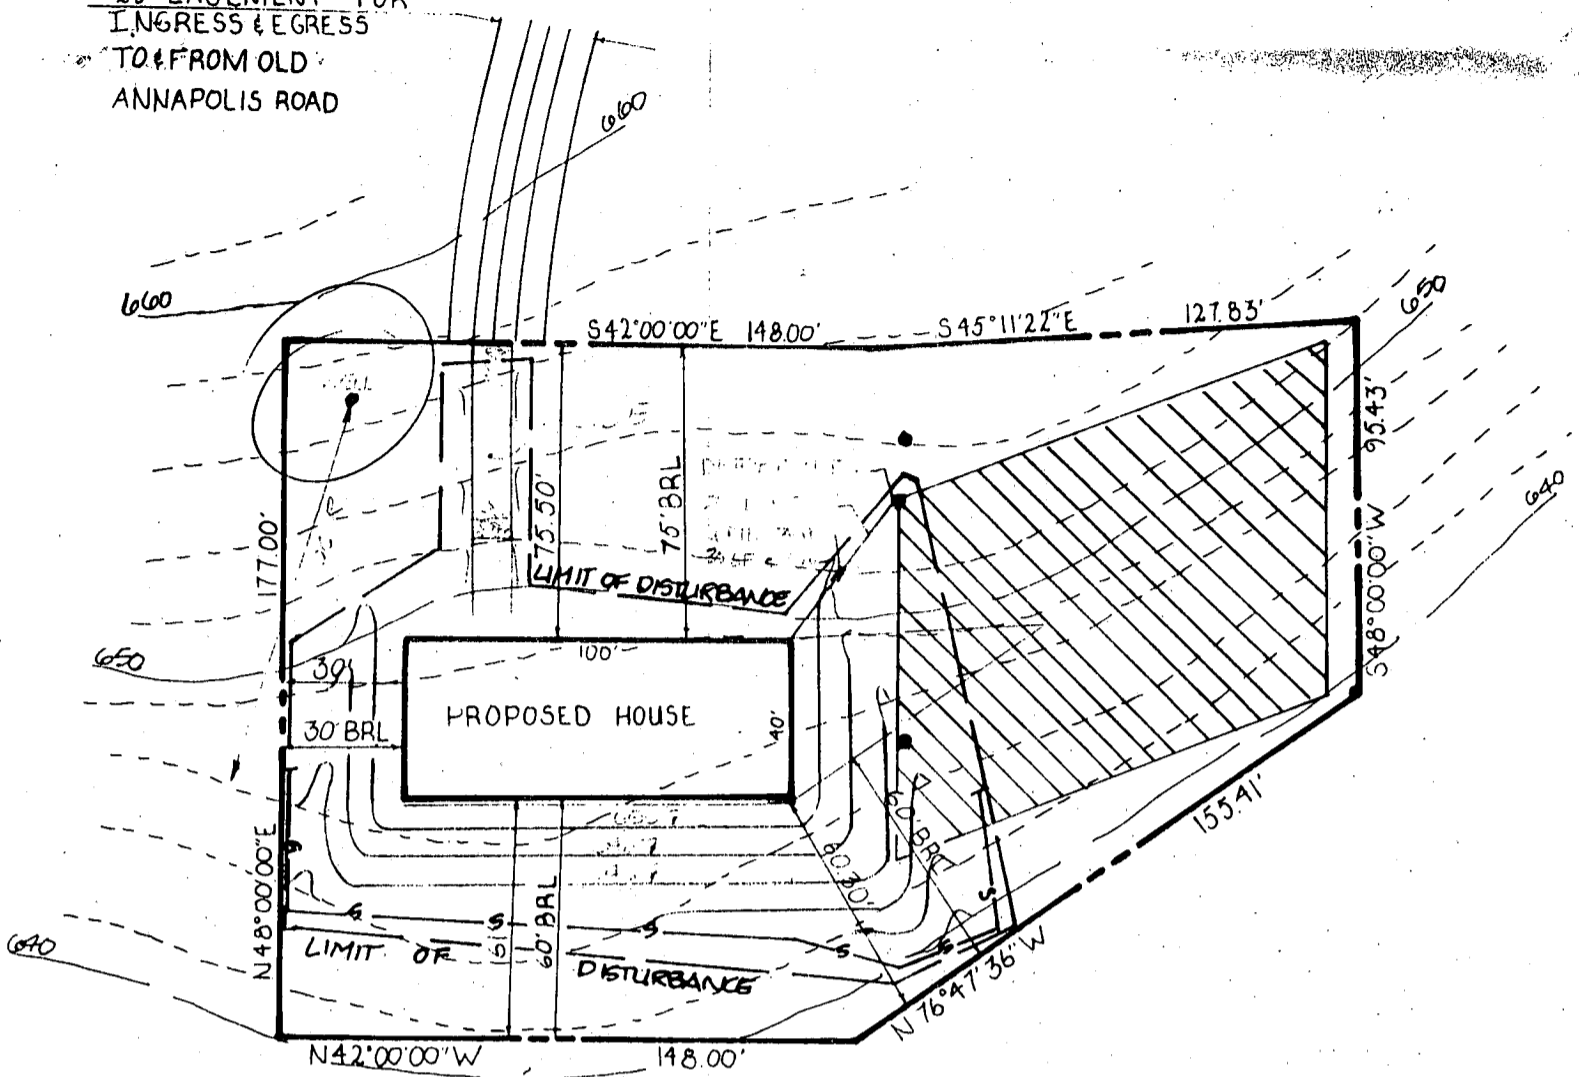 INGRESS & EGRESS
TO & FROM OLD
ANNAPOLIS ROAD
660
660
650
S42°00'00"E 148.00'
S45°11'22"E
127.83'
WELL
95.43'
S48°00'00"W
640
177.00'
N48°00'00"E
75.50'
75' BRL
LIMIT OF DISTURBANCE
650
30'
30' BRL
100'
PROPOSED HOUSE
40'
60' BRL
60.30'
155.41'
N76°47'36"W
S
S
S
S
S
S
60' BRL
LIMIT OF
DISTURBANCE
640
N42°00'00"W
148.00'